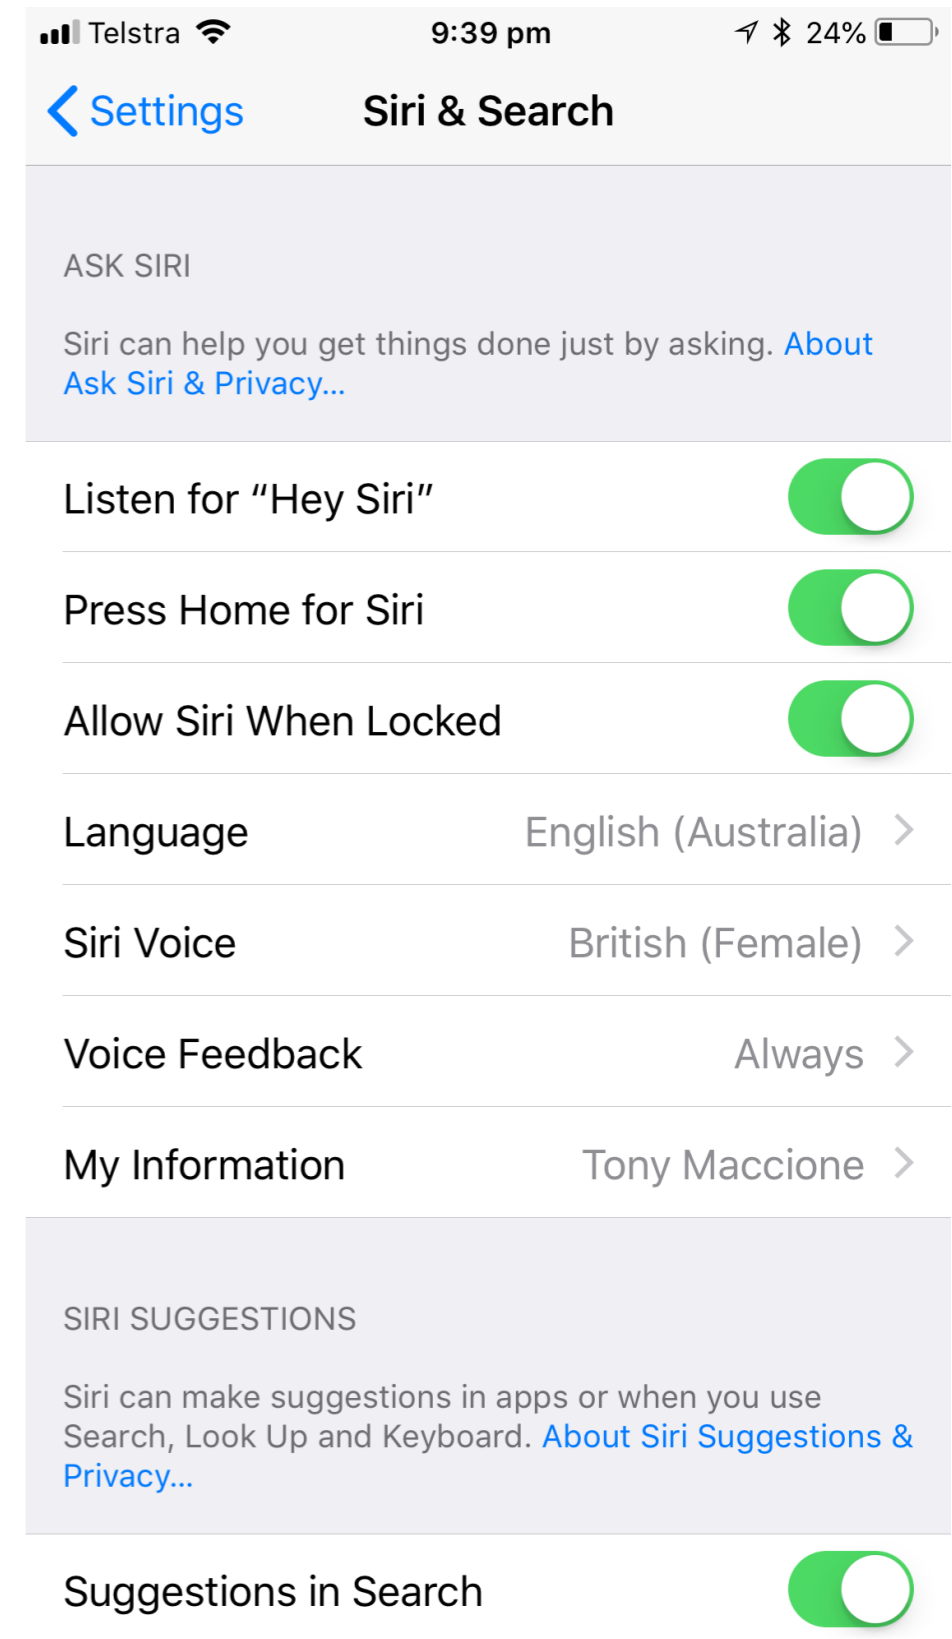 Telstra 9:39 pm 24%
Settings Siri & Search
ASK SIRI
Siri can help you get things done just by asking. About
Ask Siri & Privacy...
Listen for “Hey Siri”
Press Home for Siri
Allow Siri When Locked
Language English (Australia)
Siri Voice British (Female)
Voice Feedback Always
My Information Tony Maccione
SIRI SUGGESTIONS
Siri can make suggestions in apps or when you use
Search, Look Up and Keyboard. About Siri Suggestions &
Privacy...
Suggestions in Search